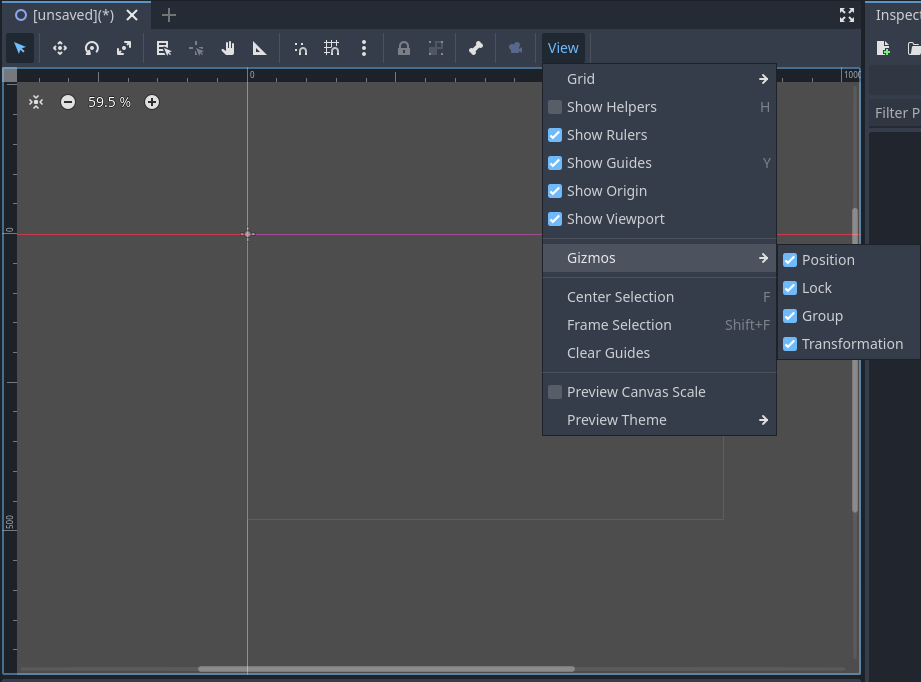 [unsaved](*)
Inspec
View
0
1000
59.5 %
Grid
Show Helpers H
Filter P
Show Rulers
Show Guides Y
Show Origin
Show Viewport
0
Gizmos
Position
Lock
Center Selection F
Group
Frame Selection Shift+F
Transformation
Clear Guides
Preview Canvas Scale
Preview Theme
500